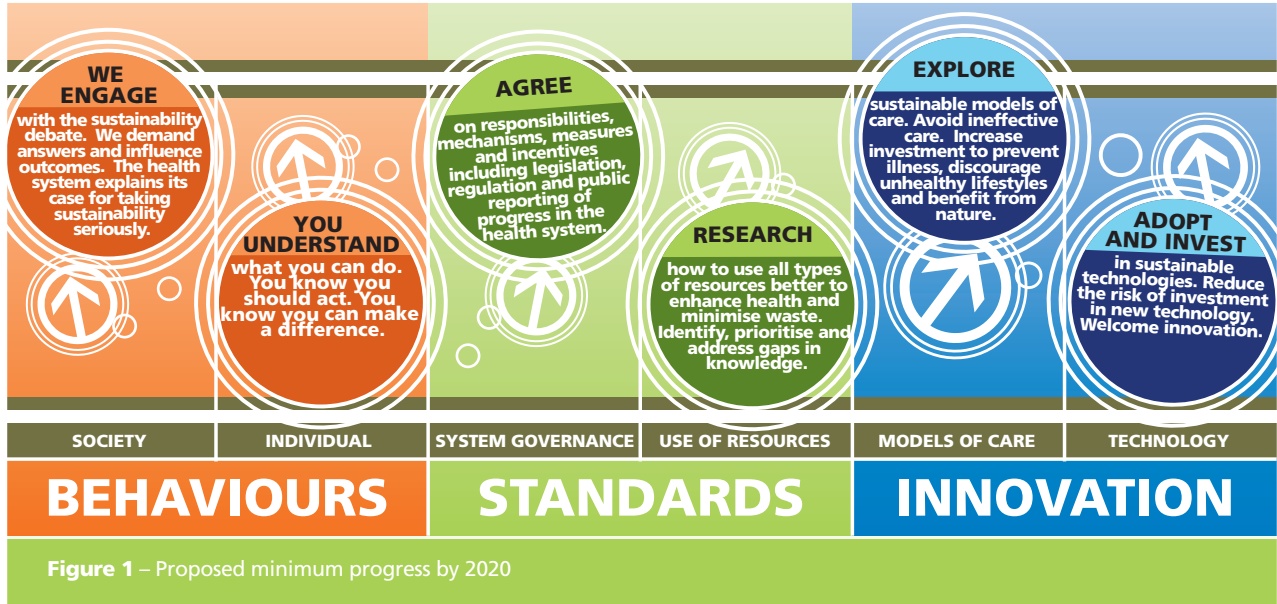 WE
ENGAGE
with the sustainability
debate. We demand
answers and influence
outcomes. The health
system explains its
case for taking
sustainability
seriously.
YOU
UNDERSTAND
what you can do.
You know you
should act. You
know you can make
a difference.
AGREE
on responsibilities,
mechanisms, measures
and incentives
including legislation,
regulation and public
reporting of
progress in the
health system.
RESEARCH
how to use all types
of resources better to
enhance health and
minimise waste.
Identify, prioritise and
address gaps in
knowledge.
EXPLORE
sustainable models of
care. Avoid ineffective
care. Increase
investment to prevent
illness, discourage
unhealthy lifestyles
and benefit from
nature.
ADOPT
AND INVEST
in sustainable
technologies. Reduce
the risk of investment
in new technology.
Welcome innovation.
SOCIETY
INDIVIDUAL
SYSTEM GOVERNANCE
USE OF RESOURCES
MODELS OF CARE
TECHNOLOGY
BEHAVIOURS
STANDARDS
INNOVATION
Figure 1 – Proposed minimum progress by 2020